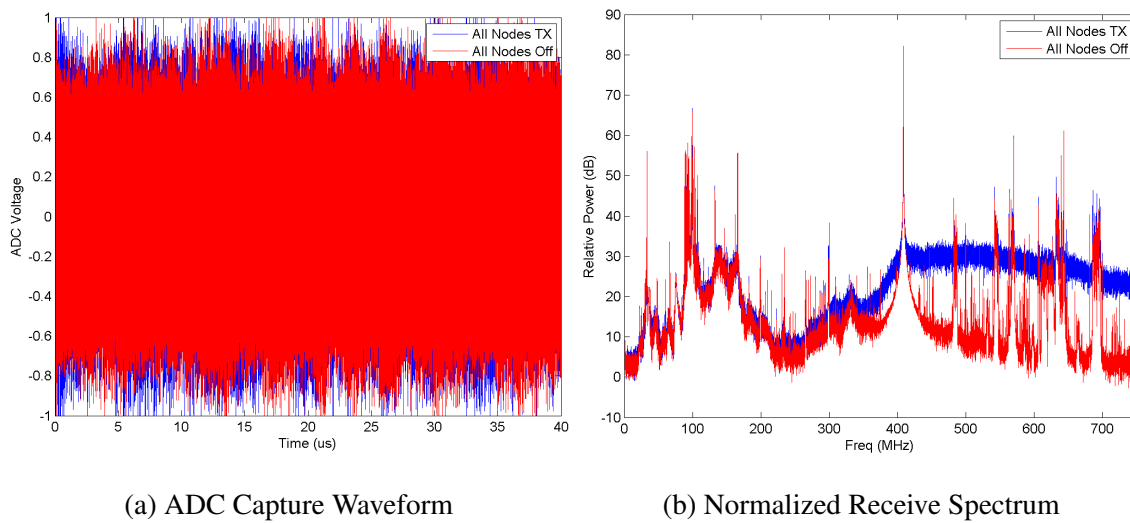 1
0.8
0.6
0.4
0.2
0
-0.2
-0.4
-0.6
-0.8
-1
ADC Voltage
All Nodes TX
All Nodes Off
0 5 10 15 20 25 30 35 40
Time (us)
90
80
70
60
50
40
30
20
10
0
-10
Relative Power (dB)
All Nodes TX
All Nodes Off
0 100 200 300 400 500 600 700
Freq (MHz)
(a) ADC Capture Waveform
(b) Normalized Receive Spectrum